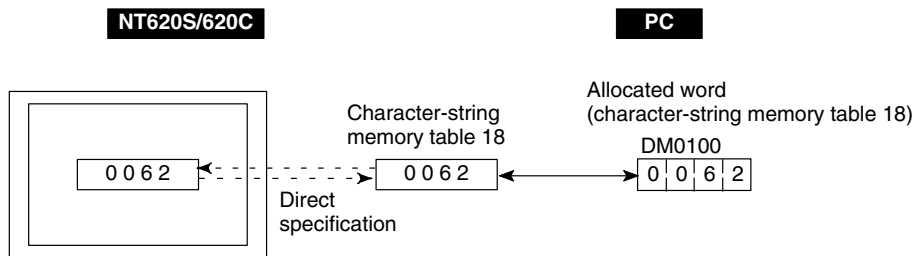 NT620S/620C
PC
Allocated word
(character-string memory table 18)
Character-string
memory table 18
DM0100
0 0 6 2
0 0 6 2
0 0 6 2
Direct
specification